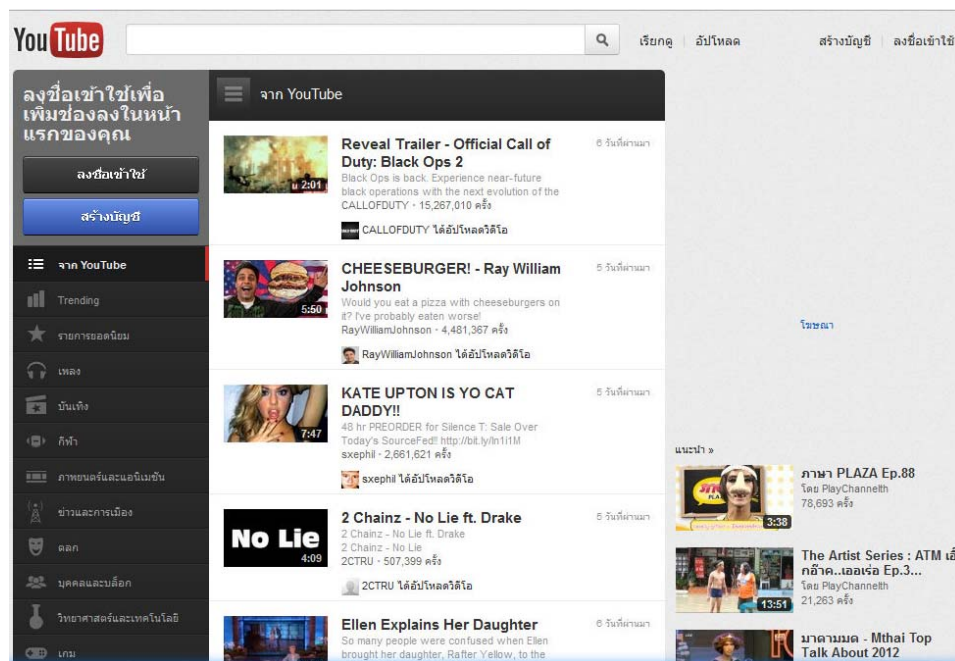 YouTube
เรียกดู อัปโหลด สร้างบัญชี ลงชื่อเข้าใช้
ลงชื่อเข้าใช้เพื่อ
เพิ่มช่องลงในหน้า
แรกของคุณ
ลงชื่อเข้าใช้
สร้างบัญชี
จาก YouTube
Trending
รายการยอดนิยม
เพลง
บันเทิง
กีฬา
ภาพยนตร์และแอนิเมชัน
ข่าวและการเมือง
ตลก
บุคคลและบล็อก
วิทยาศาสตร์และเทคโนโลยี
เกม
จาก YouTube
Reveal Trailer - Official Call of
Duty: Black Ops 2
6 วันที่ผ่านมา
Black Ops is back. Experience near-future
black operations with the next evolution of the
CALLOFDUTY - 15,267,010 ครั้ง
CALLOFDUTY ได้อัปโหลดวิดีโอ
2:01
CHEESEBURGER! - Ray William
Johnson
5 วันที่ผ่านมา
Would you eat a pizza with cheeseburgers on
it? I've probably eaten worse!
RayWilliamJohnson - 4,481,367 ครั้ง
RayWilliamJohnson ได้อัปโหลดวิดีโอ
5:50
KATE UPTON IS YO CAT
DADDY!!
5 วันที่ผ่านมา
48 hr PREORDER for Silence T: Sale Over
Today's SourceFed!! http://bit.ly/In1i1M
sxephil - 2,661,621 ครั้ง
sxephil ได้อัปโหลดวิดีโอ
7:47
2 Chainz - No Lie ft. Drake
5 วันที่ผ่านมา
2 Chainz - No Lie ft. Drake
2 Chainz - No Lie
2CTRU - 507,399 ครั้ง
2CTRU ได้อัปโหลดวิดีโอ
No Lie
4:09
Ellen Explains Her Daughter
6 วันที่ผ่านมา
So many people were confused when Ellen
brought her daughter, Rafter Yellow, to the
โฆษณา
แนะนำ »
ภาษา PLAZA Ep.88
โดย PlayChannelth
78,693 ครั้ง
3:38
The Artist Series : ATM เอ็
กอ๊าค..เออเร่อ Ep.3...
โดย PlayChannelth
21,263 ครั้ง
13:51
มาดามมด - Mthai Top
Talk About 2012